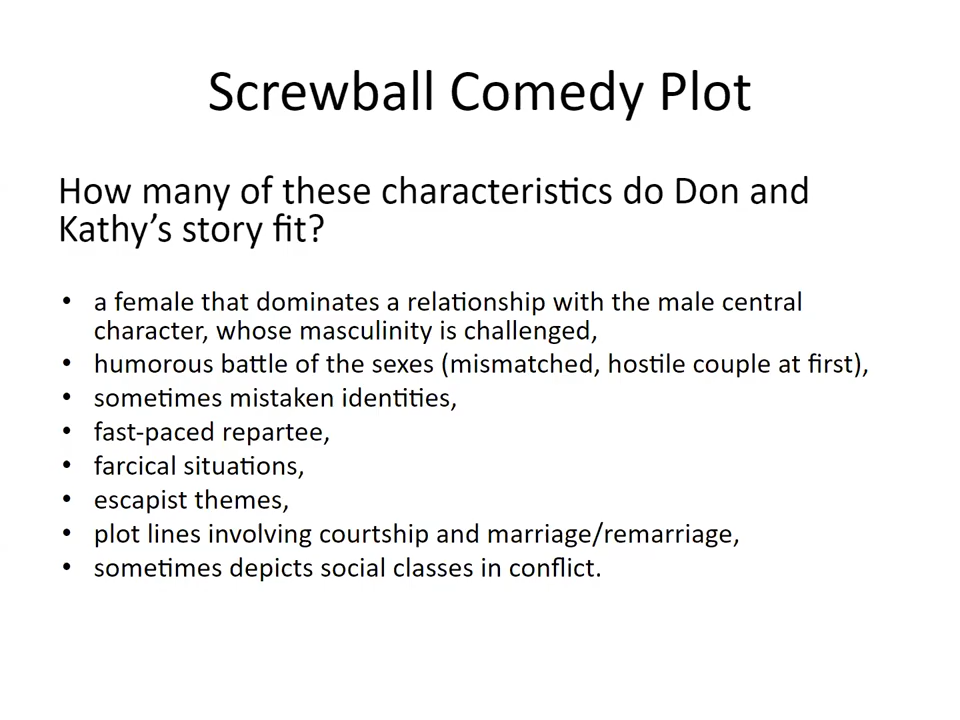 Screwball Comedy Plot
How many of these characteristics do Don and
Kathy’s story fit?
• a female that dominates a relationship with the male central
character, whose masculinity is challenged,
• humorous battle of the sexes (mismatched, hostile couple at first),
• sometimes mistaken identities,
• fast-paced repartee,
• farcical situations,
• escapist themes,
• plot lines involving courtship and marriage/remarriage,
• sometimes depicts social classes in conflict.